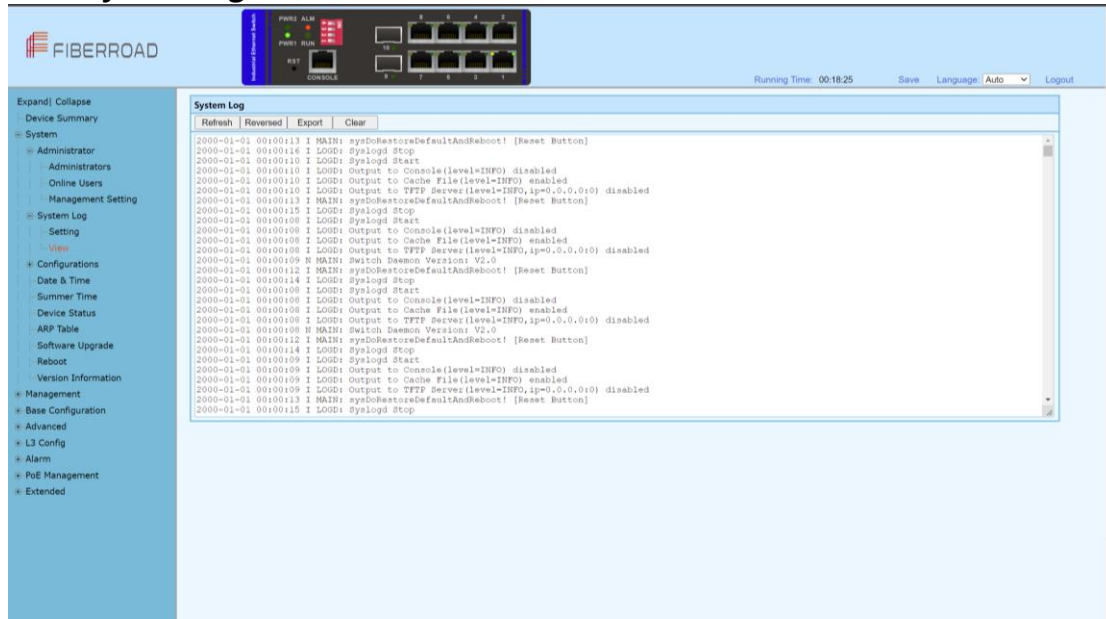 FIBERROAD
Industrial Ethernet Switch
PWR2 ALM
PWR1 RUN
RST
CONSOLE
10
9
8 6 4 2
7 5 3 1
Running Time: 00:18:25 Save Language: Auto Logout
Expand| Collapse
Device Summary
System
Administrator
Administrators
Online Users
Management Setting
System Log
Setting
View
Configurations
Date & Time
Summer Time
Device Status
ARP Table
Software Upgrade
Reboot
Version Information
Management
Base Configuration
Advanced
L3 Config
Alarm
PoE Management
Extended
System Log
Refresh Reversed Export Clear
2000-01-01 00:00:13 I MAIN: sysDoRestoreDefaultAndReboot! [Reset Button]
2000-01-01 00:00:16 I LOGD: Syslogd Stop
2000-01-01 00:00:10 I LOGD: Syslogd Start
2000-01-01 00:00:10 I LOGD: Output to Console(level=INFO) disabled
2000-01-01 00:00:10 I LOGD: Output to Cache File(level=INFO) enabled
2000-01-01 00:00:10 I LOGD: Output to TFTP Server(level=INFO,ip=0.0.0.0:0) disabled
2000-01-01 00:00:13 I MAIN: sysDoRestoreDefaultAndReboot! [Reset Button]
2000-01-01 00:00:15 I LOGD: Syslogd Stop
2000-01-01 00:00:08 I LOGD: Syslogd Start
2000-01-01 00:00:08 I LOGD: Output to Console(level=INFO) disabled
2000-01-01 00:00:08 I LOGD: Output to Cache File(level=INFO) enabled
2000-01-01 00:00:08 I LOGD: Output to TFTP Server(level=INFO,ip=0.0.0.0:0) disabled
2000-01-01 00:00:09 N MAIN: Switch Daemon Version: V2.0
2000-01-01 00:00:12 I MAIN: sysDoRestoreDefaultAndReboot! [Reset Button]
2000-01-01 00:00:14 I LOGD: Syslogd Stop
2000-01-01 00:00:08 I LOGD: Syslogd Start
2000-01-01 00:00:08 I LOGD: Output to Console(level=INFO) disabled
2000-01-01 00:00:08 I LOGD: Output to Cache File(level=INFO) enabled
2000-01-01 00:00:08 I LOGD: Output to TFTP Server(level=INFO,ip=0.0.0.0:0) disabled
2000-01-01 00:00:08 N MAIN: Switch Daemon Version: V2.0
2000-01-01 00:00:12 I MAIN: sysDoRestoreDefaultAndReboot! [Reset Button]
2000-01-01 00:00:14 I LOGD: Syslogd Stop
2000-01-01 00:00:09 I LOGD: Syslogd Start
2000-01-01 00:00:09 I LOGD: Output to Console(level=INFO) disabled
2000-01-01 00:00:09 I LOGD: Output to Cache File(level=INFO) enabled
2000-01-01 00:00:09 I LOGD: Output to TFTP Server(level=INFO,ip=0.0.0.0:0) disabled
2000-01-01 00:00:13 I MAIN: sysDoRestoreDefaultAndReboot! [Reset Button]
2000-01-01 00:00:15 I LOGD: Syslogd Stop